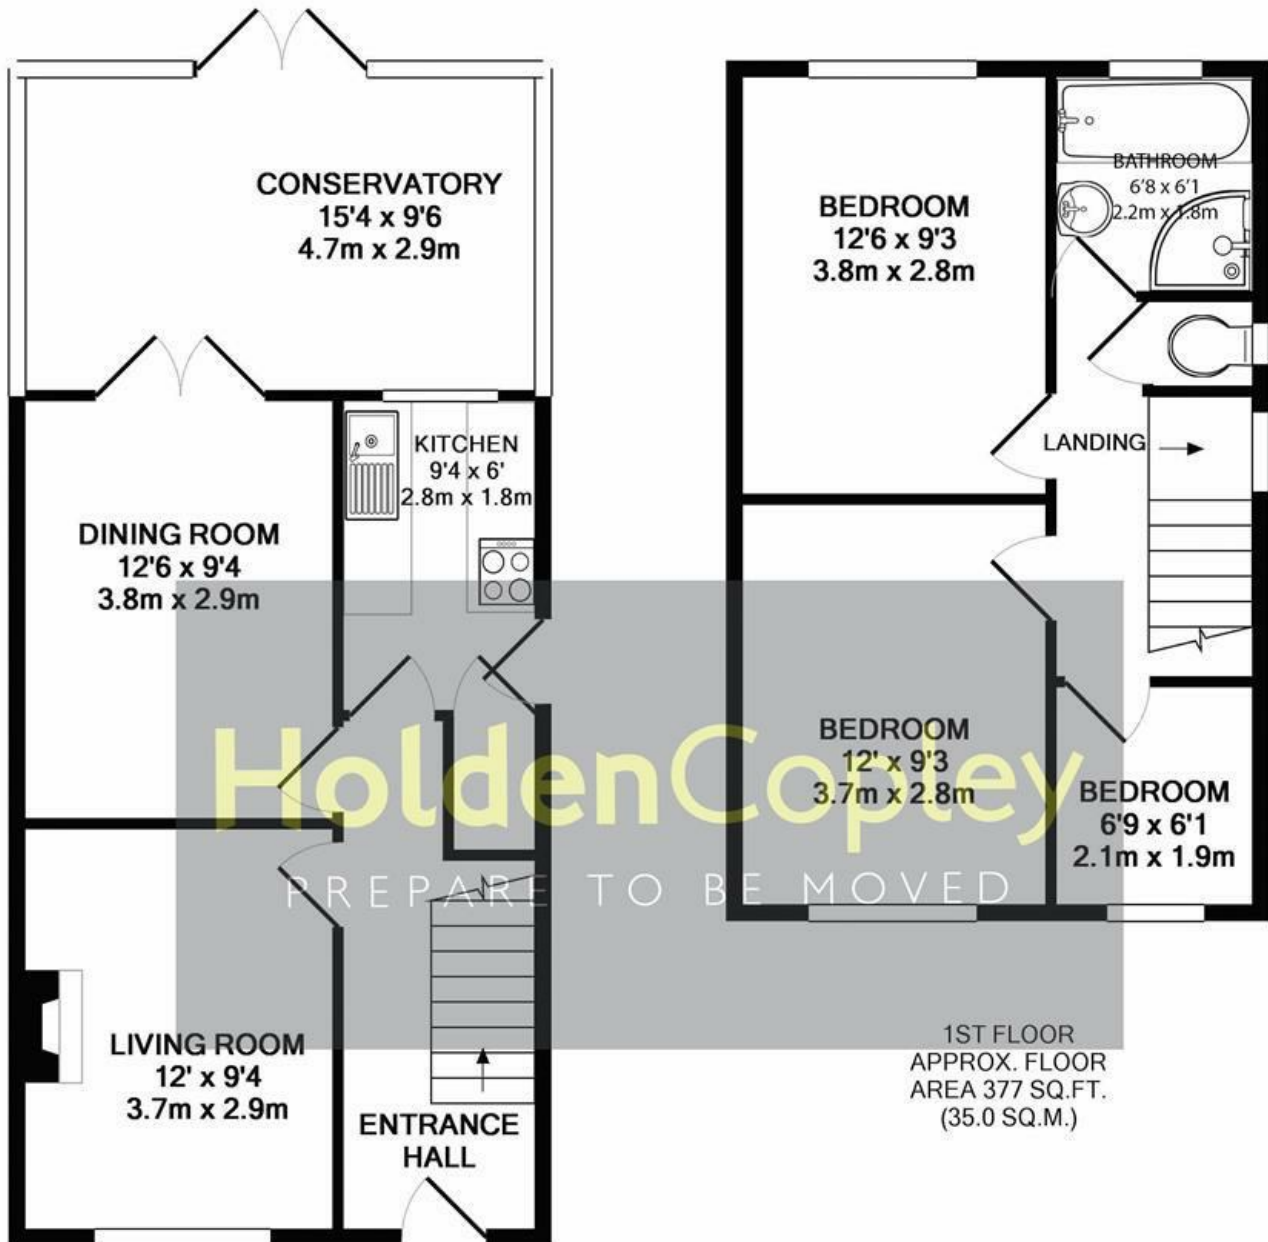 CONSERVATORY
15'4 x 9'6
4.7m x 2.9m
KITCHEN
9'4 x 6'
2.8m x 1.8m
DINING ROOM
12'6 x 9'4
3.8m x 2.9m
LIVING ROOM
12' x 9'4
3.7m x 2.9m
ENTRANCE
HALL
BEDROOM
12'6 x 9'3
3.8m x 2.8m
BATHROOM
6'8 x 6'1
2.2m x 1.8m
LANDING
BEDROOM
12' x 9'3
3.7m x 2.8m
BEDROOM
6'9 x 6'1
2.1m x 1.9m
HoldenCopley
PREPARE TO BE MOVED
1ST FLOOR
APPROX. FLOOR
AREA 377 SQ.FT.
(35.0 SQ.M.)